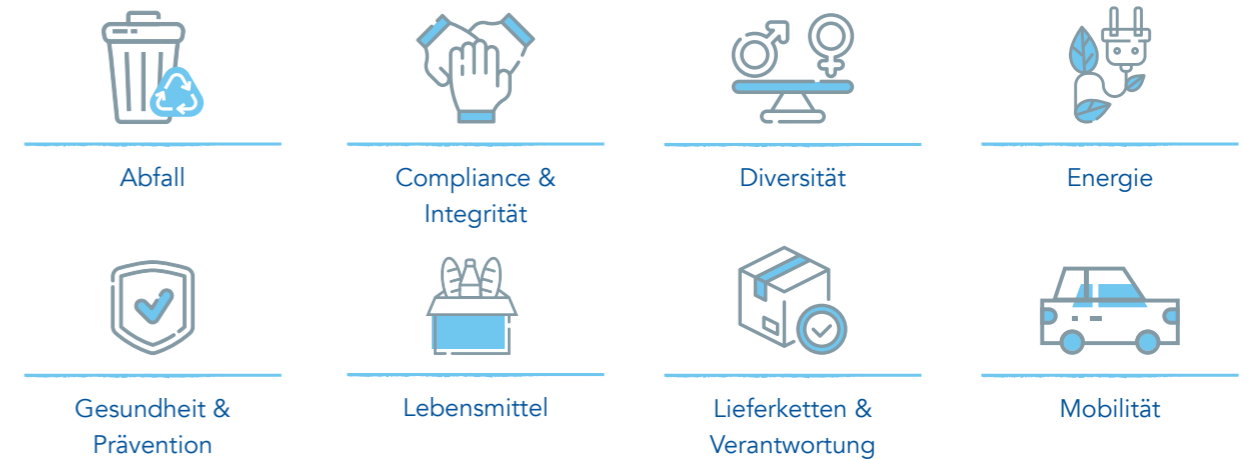 Abfall
Compliance &
Integrität
Diversität
Energie
Gesundheit &
Prävention
Lebensmittel
Lieferketten &
Verantwortung
Mobilität